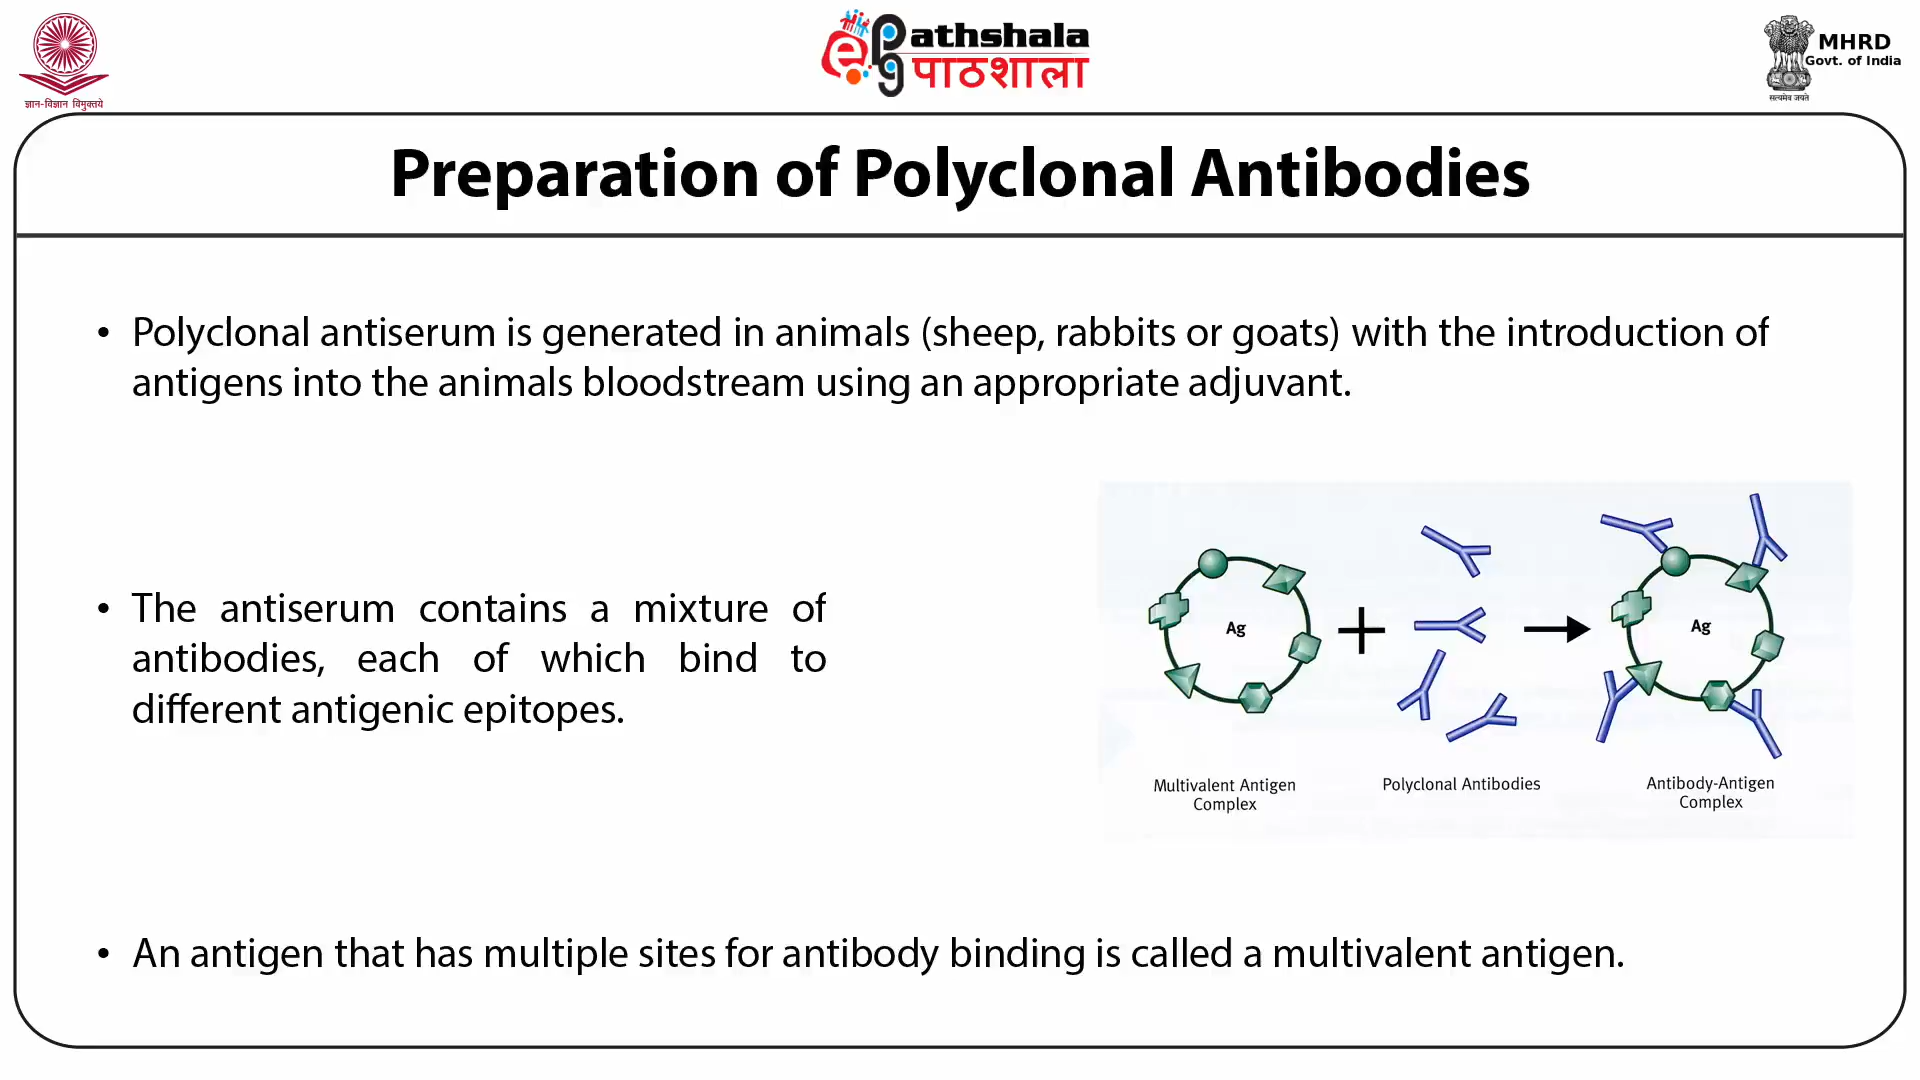 ज्ञान-विज्ञान विमुक्तये
ePathshala
पाठशाला
MHRD
Govt. of India
सत्यमेव जयते
Preparation of Polyclonal Antibodies
• Polyclonal antiserum is generated in animals (sheep, rabbits or goats) with the introduction of
antigens into the animals bloodstream using an appropriate adjuvant.
• The antiserum contains a mixture of
antibodies, each of which bind to
different antigenic epitopes.
Ag
+
Ag
Multivalent Antigen
Complex
Polyclonal Antibodies
Antibody-Antigen
Complex
• An antigen that has multiple sites for antibody binding is called a multivalent antigen.